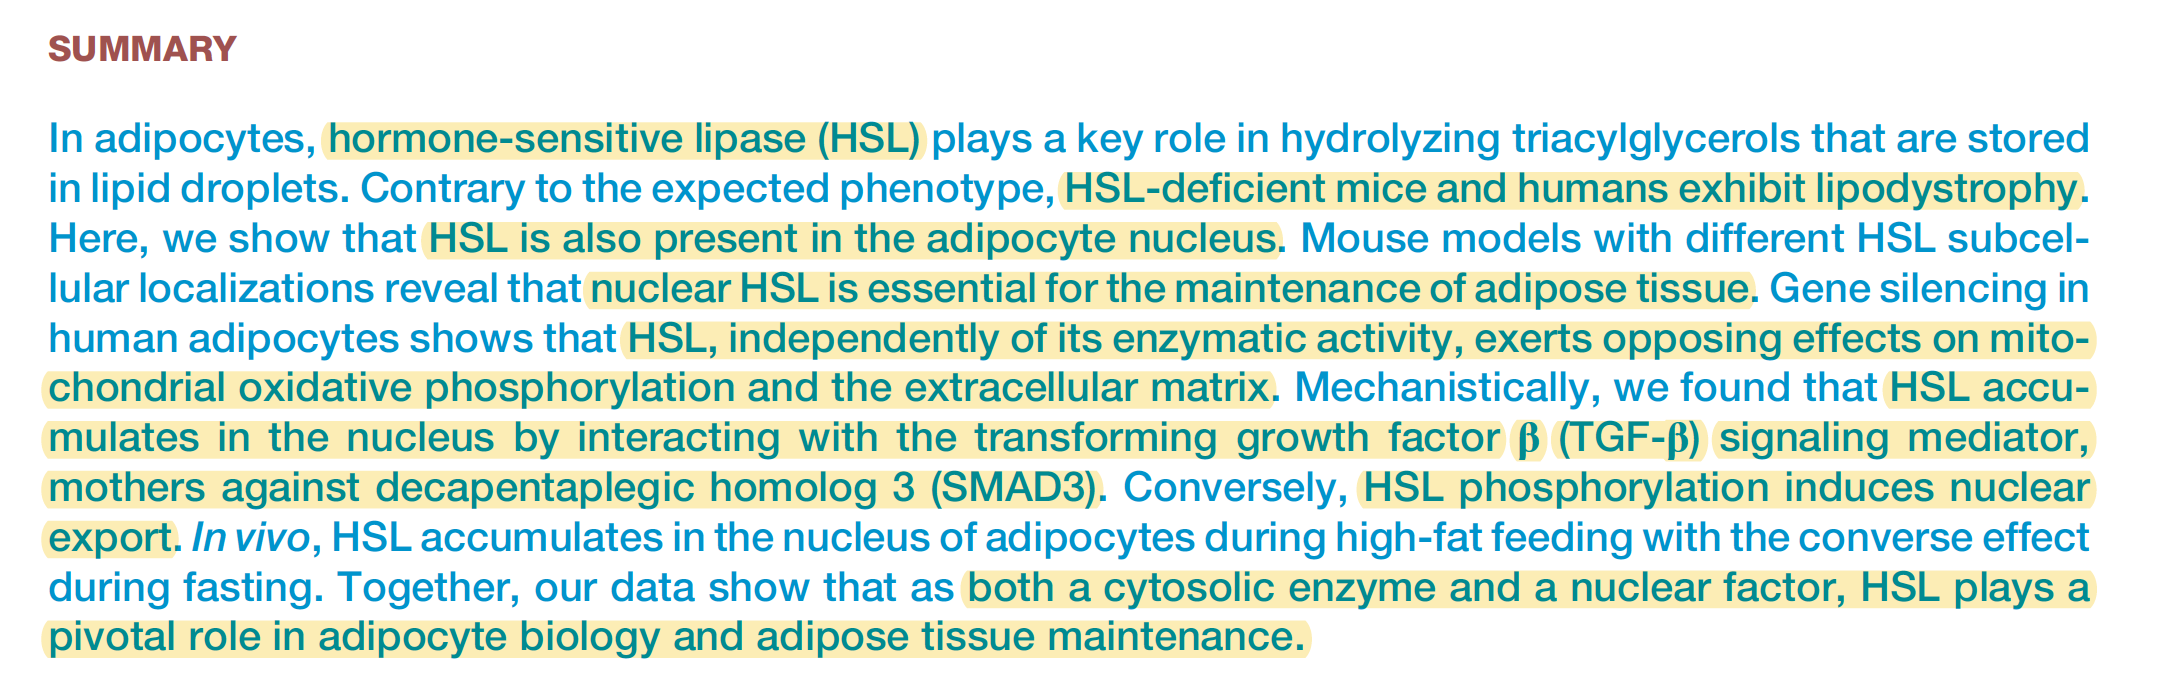 SUMMARY
In adipocytes, hormone-sensitive lipase (HSL) plays a key role in hydrolyzing triacylglycerols that are stored
in lipid droplets. Contrary to the expected phenotype, HSL-deficient mice and humans exhibit lipodystrophy.
Here, we show that HSL is also present in the adipocyte nucleus. Mouse models with different HSL subcel-
lular localizations reveal that nuclear HSL is essential for the maintenance of adipose tissue. Gene silencing in
human adipocytes shows that HSL, independently of its enzymatic activity, exerts opposing effects on mito-
chondrial oxidative phosphorylation and the extracellular matrix. Mechanistically, we found that HSL accu-
mulates in the nucleus by interacting with the transforming growth factor β (TGF-β) signaling mediator,
mothers against decapentaplegic homolog 3 (SMAD3). Conversely, HSL phosphorylation induces nuclear
export. In vivo, HSL accumulates in the nucleus of adipocytes during high-fat feeding with the converse effect
during fasting. Together, our data show that as both a cytosolic enzyme and a nuclear factor, HSL plays a
pivotal role in adipocyte biology and adipose tissue maintenance.